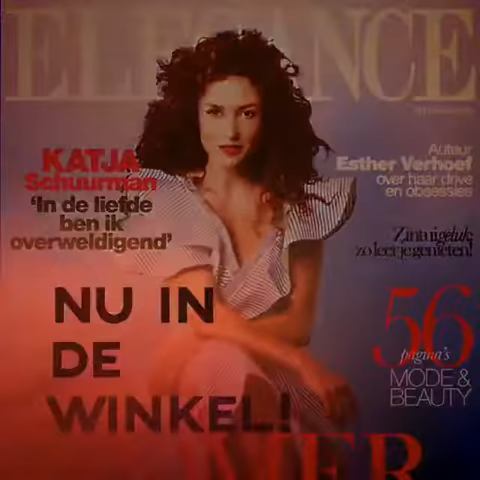 ELEGANCE
KATJA
Schuurman
'In de liefde
ben ik
overweldigend'
Auteur
Esther Verhoef
over haar drive
en obsessies
Zintuigelijk
zo leer je genieten!
56
pagina's
MODE &
BEAUTY
NU IN
DE
WINKEL!